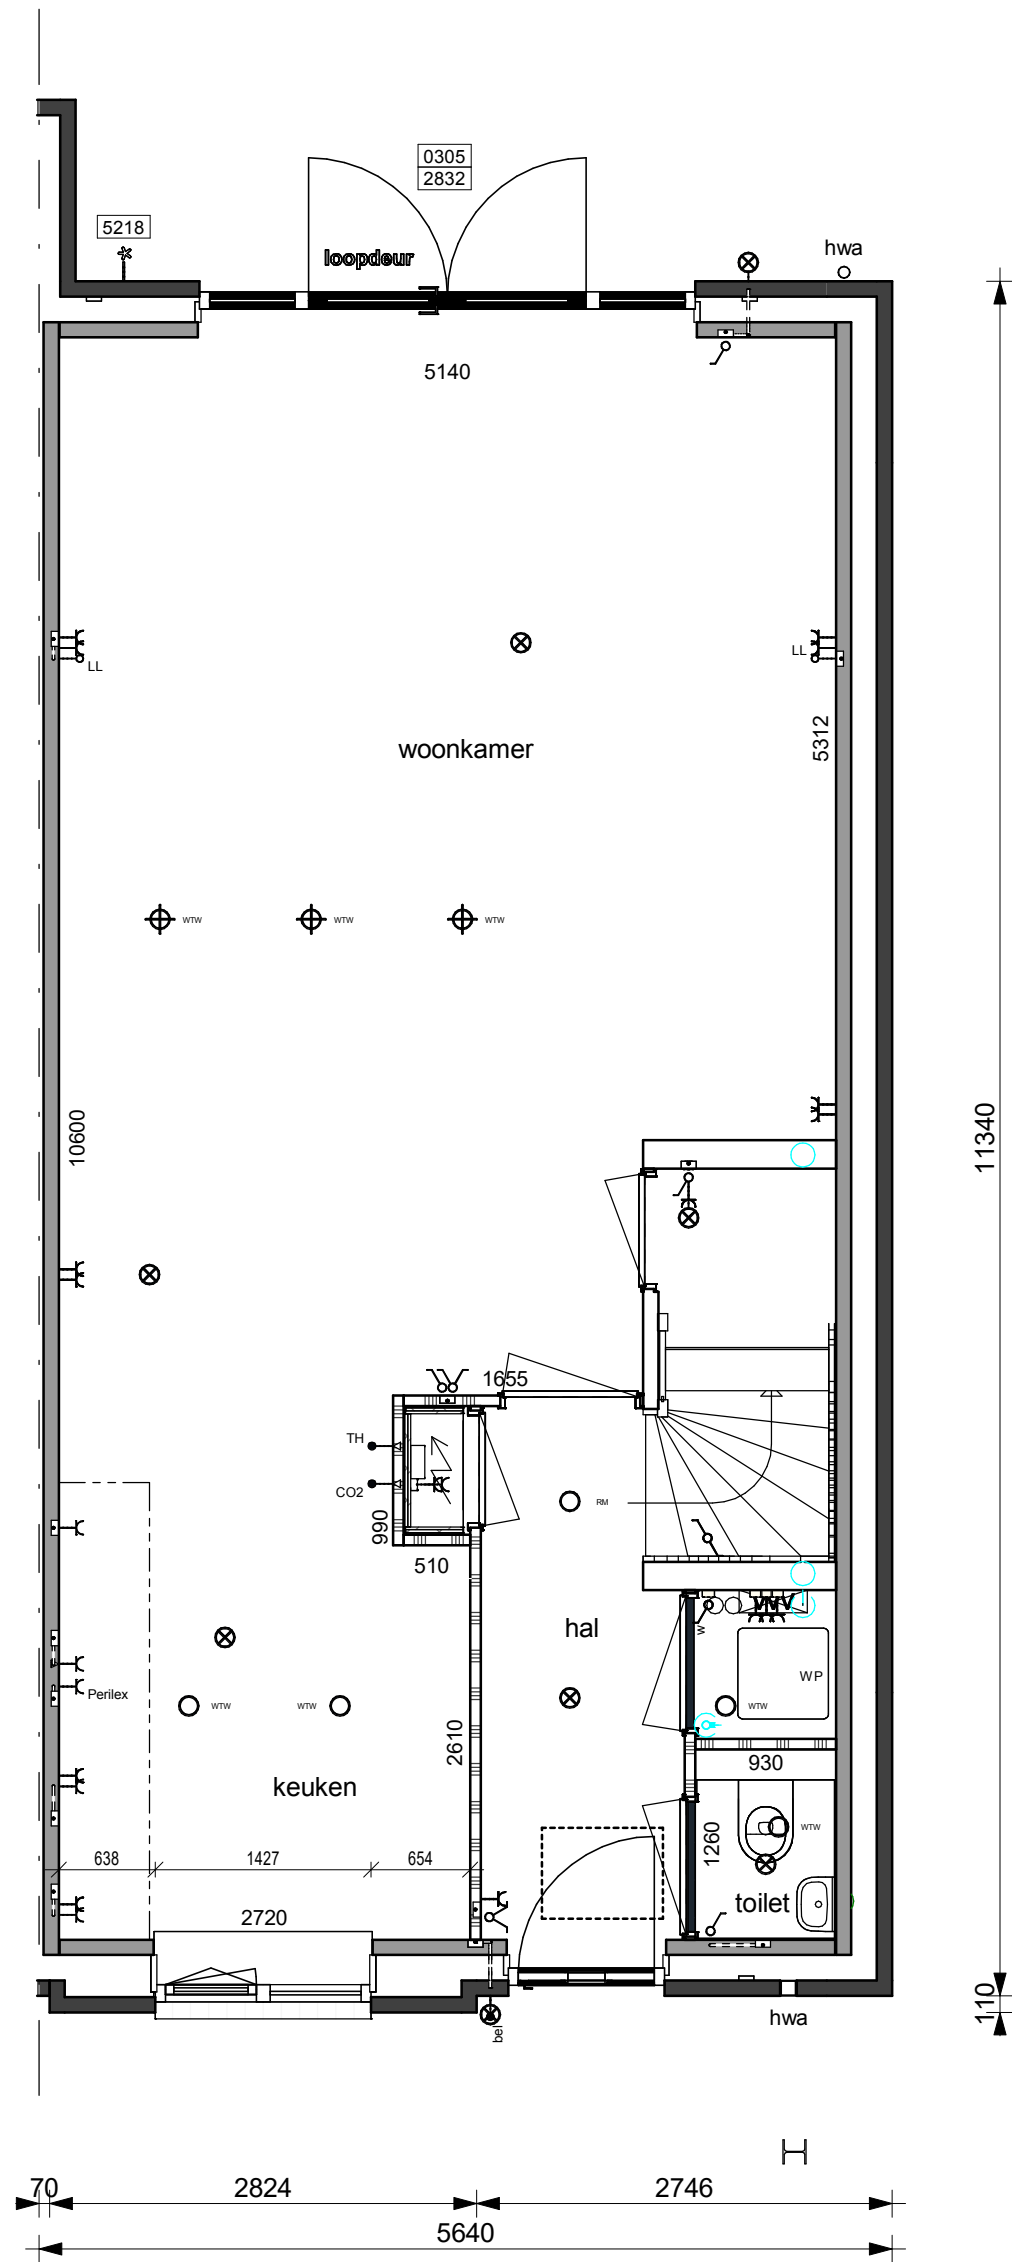 0305
2832
5218
loopdeur
hwa
5140
LL
LL
5312
woonkamer
WTW
WTW
WTW
10600
11340
1655
TH
CO2
990
510
RM
hal
W
VVV
WP
Perilex
WTW
WTW
WTW
2610
930
keuken
1260
WTW
638
1427
654
toilet
2720
110
hwa
bel
70
2824
2746
5640